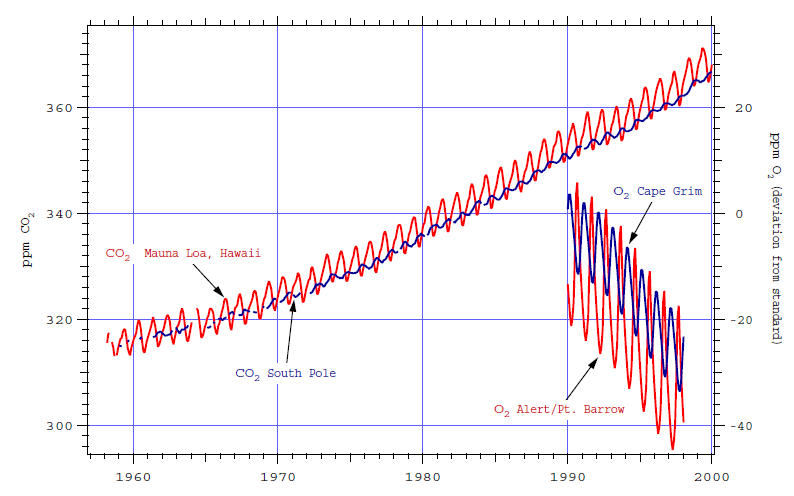 360
340
320
300
ppm CO2
20
0
-20
-40
ppm O2 (deviation from standard)
O2 Cape Grim
CO2 Mauna Loa, Hawaii
CO2 South Pole
O2 Alert/Pt. Barrow
1960
1970
1980
1990
2000